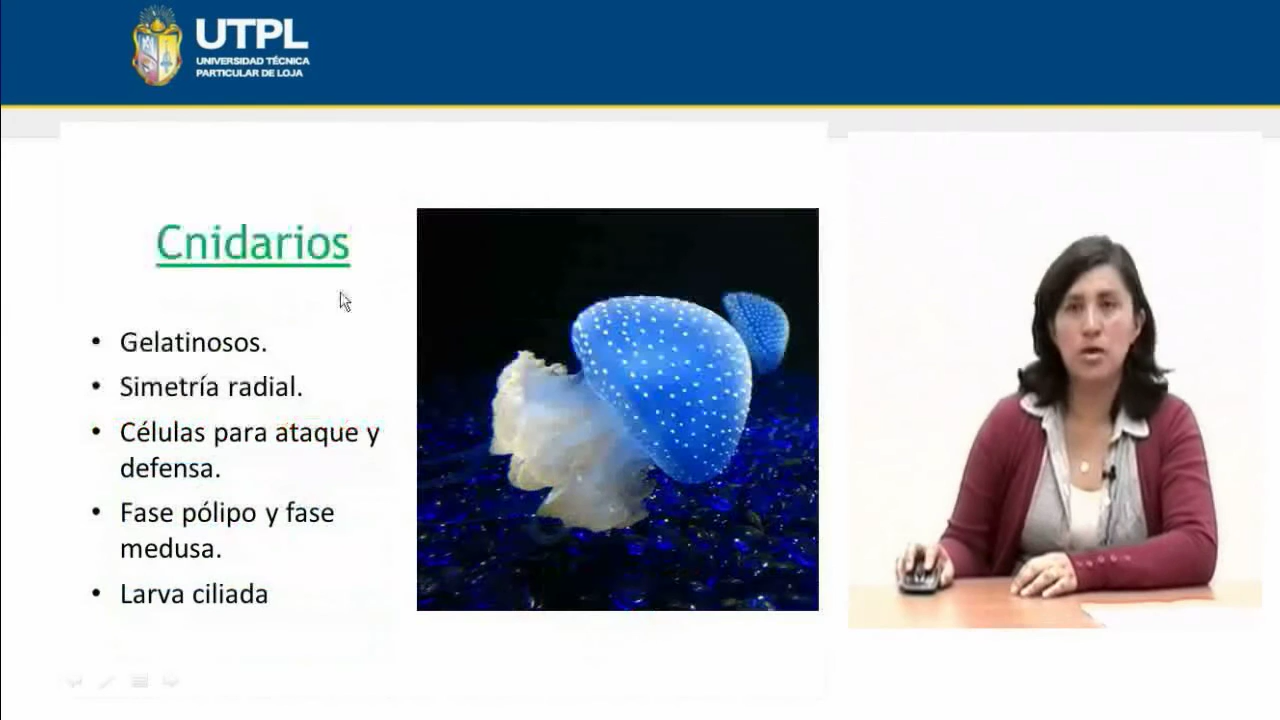 UTPL
UNIVERSIDAD TÉCNICA
PARTICULAR DE LOJA
Cnidarios
• Gelatinosos.
• Simetría radial.
• Células para ataque y
defensa.
• Fase pólipo y fase
medusa.
• Larva ciliada